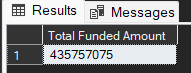 Results Messages
Total Funded Amount
1 435757075